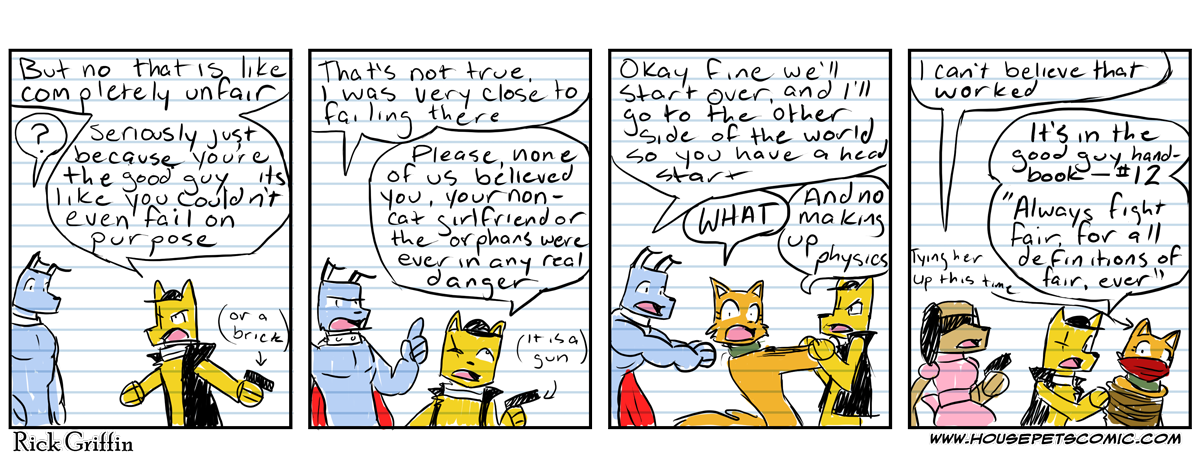 But no that is like
completely unfair
?
Seriously just
because you're
the good guy its
like you couldn't
even fail on
purpose
(or a
brick)
That's not true,
I was very close to
failing there
Please, none
of us believed
you, your non-
cat girlfriend or
the orphans were
ever in any real
danger
(it is a
gun)
Okay fine we'll
start over, and I'll
go to the other
side of the world
so you have a head
start
WHAT
And no
making
up
physics
I can't believe that
worked
It's in the
good guy hand-
book - #12
"Always fight
fair, for all
definitions of
fair, ever"
Tying her
up this time
Rick Griffin
WWW.HOUSEPETSCOMIC.COM